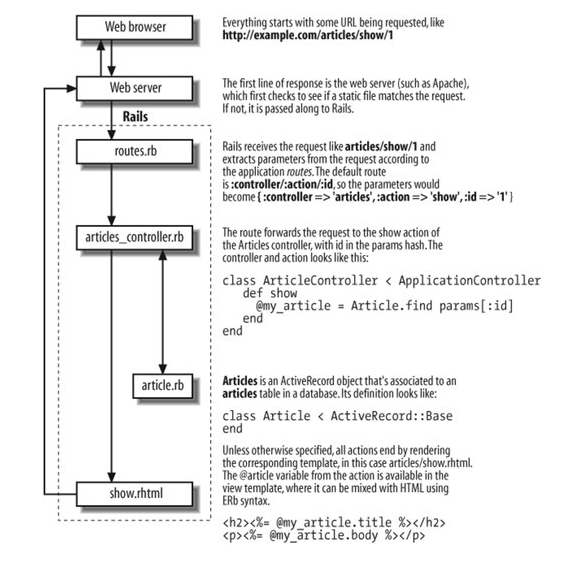 Web browser
Everything starts with some URL being requested, like
http://example.com/articles/show/1
Web server
The first line of response is the web server (such as Apache),
which first checks to see if a static file matches the request.
If not, it is passed along to Rails.
Rails
routes.rb
Rails receives the request like articles/show/1 and
extracts parameters from the request according to
the application routes. The default route
is :controller/:action/:id, so the parameters would
become { :controller => 'articles', :action => 'show', :id => '1' }
articles_controller.rb
The route forwards the request to the show action of
the Articles controller, with id in the params hash. The
controller and action looks like this:
class ArticleController < ApplicationController
def show
@my_article = Article.find params[:id]
end
end
article.rb
Articles is an ActiveRecord object that's associated to an
articles table in a database. Its definition looks like:
class Article < ActiveRecord::Base
end
Unless otherwise specified, all actions end by rendering
the corresponding template, in this case articles/show.rhtml.
The @article variable from the action is available in the
view template, where it can be mixed with HTML using
ERb syntax.
show.rhtml
<h2><%= @my_article.title %></h2>
<p><%= @my_article.body %></p>